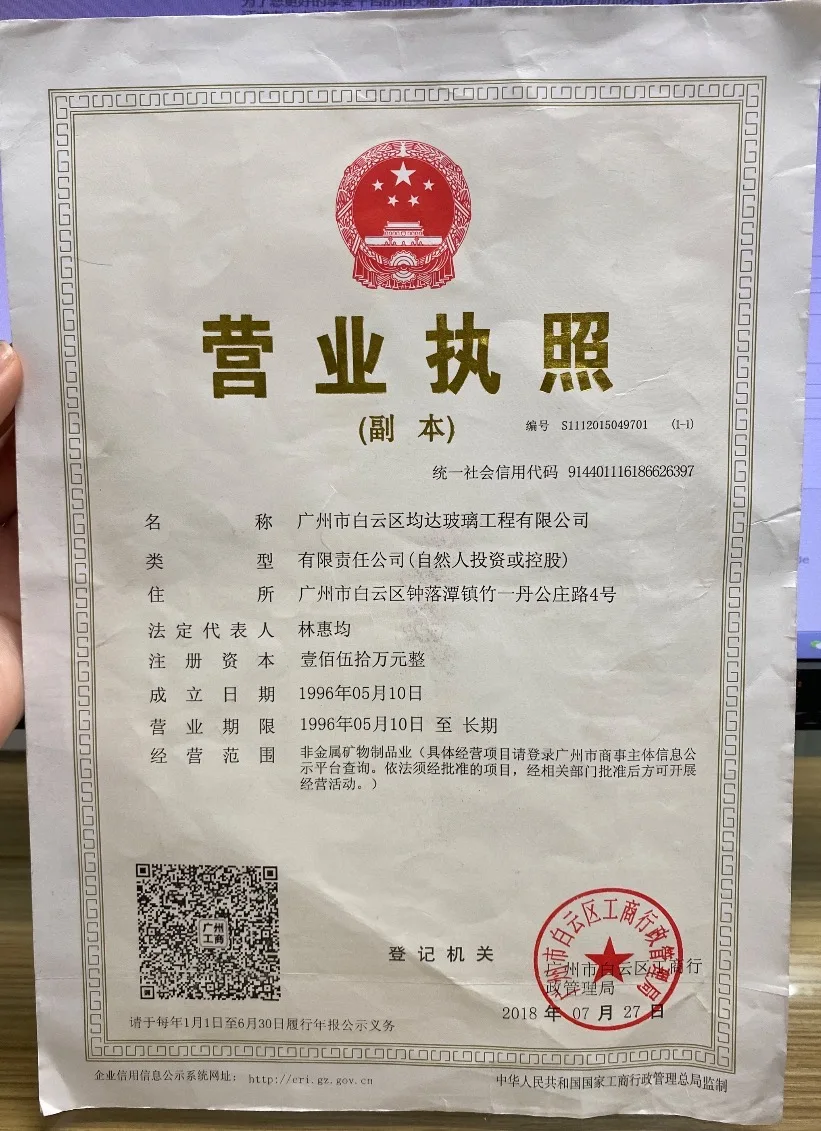 营业执照
(副 本)
编号 S1112015049701 (1-1)
统一社会信用代码 914401116186626397
名称 广州市白云区均达玻璃工程有限公司
类型 有限责任公司(自然人投资或控股)
住所 广州市白云区钟落潭镇竹一丹公庄路4号
法定代表人 林惠均
注册资本 壹佰伍拾万元整
成立日期 1996年05月10日
营业期限 1996年05月10日 至 长期
经营范围 非金属矿物制品业（具体经营项目请登录广州市商事主体信息公
示平台查询。依法须经批准的项目，经相关部门批准后方可开展
经营活动。）
广州
工商
广州市白云区工商行政管理局
登记机关
广州市白云区工商行
政管理局
2018 年 07 月 27 日
请于每年1月1日至6月30日履行年报公示义务
企业信用信息公示系统网址： http://cri.gz.gov.cn
中华人民共和国国家工商行政管理总局监制